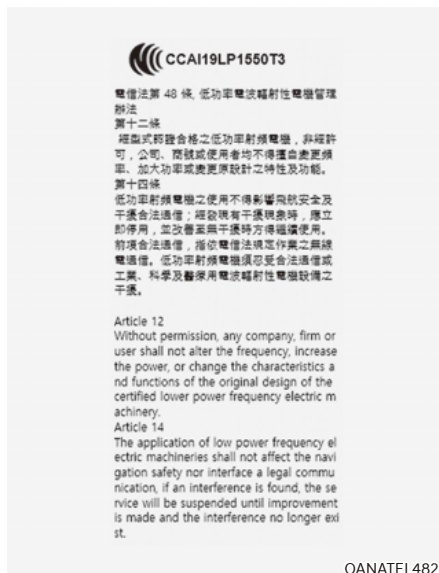 CCAI19LP1550T3
電信法第 48 條, 低功率電波輻射性電機管理
辦法
第十二條
經型式認證合格之低功率射頻電機，非經許
可，公司、商號或使用者均不得擅自變更頻
率、加大功率或變更原設計之特性及功能。
第十四條
低功率射頻電機之使用不得影響飛航安全及
干擾合法通信；經發現有干擾現象時，應立
即停用，並改善至無干擾時方得繼續使用。
前項合法通信，指依電信法規定作業之無線
電通信。低功率射頻電機須忍受合法通信或
工業、科學及醫療用電波輻射性電機設備之
干擾。
Article 12
Without permission, any company, firm or
user shall not alter the frequency, increase
the power, or change the characteristics a
nd functions of the original design of the
certified lower power frequency electric m
achinery.
Article 14
The application of low power frequency el
ectric machineries shall not affect the navi
gation safety nor interface a legal commu
nication, if an interference is found, the se
rvice will be suspended until improvement
is made and the interference no longer exi
st.
OANATEL482